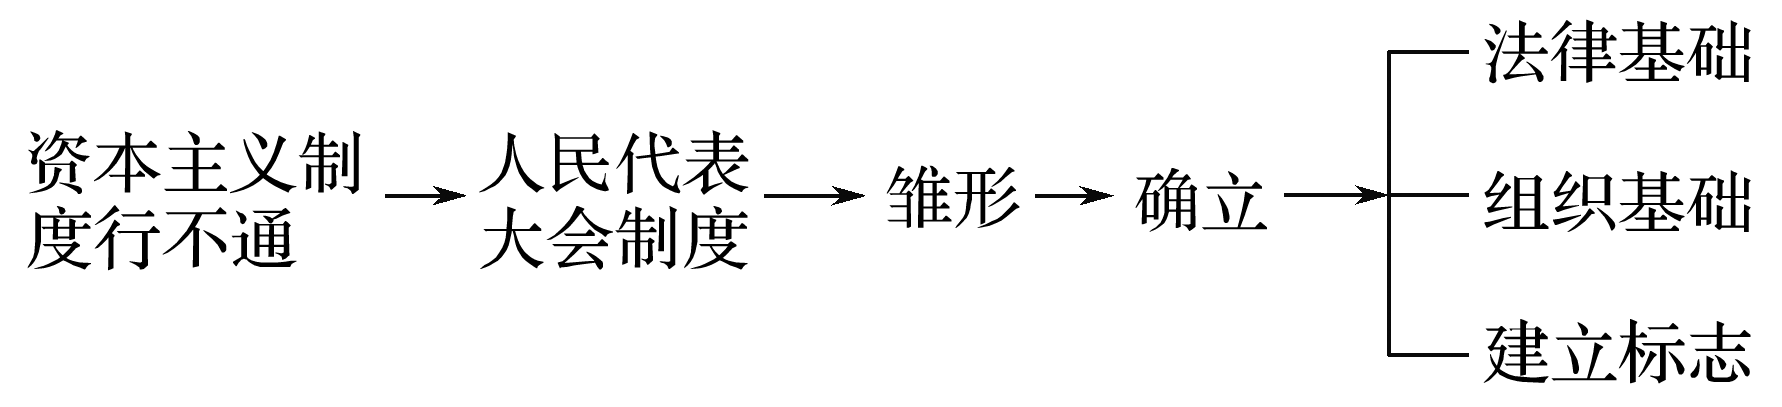 资本主义制
度行不通
人民代表
大会制度
雏形
确立
法律基础
组织基础
建立标志